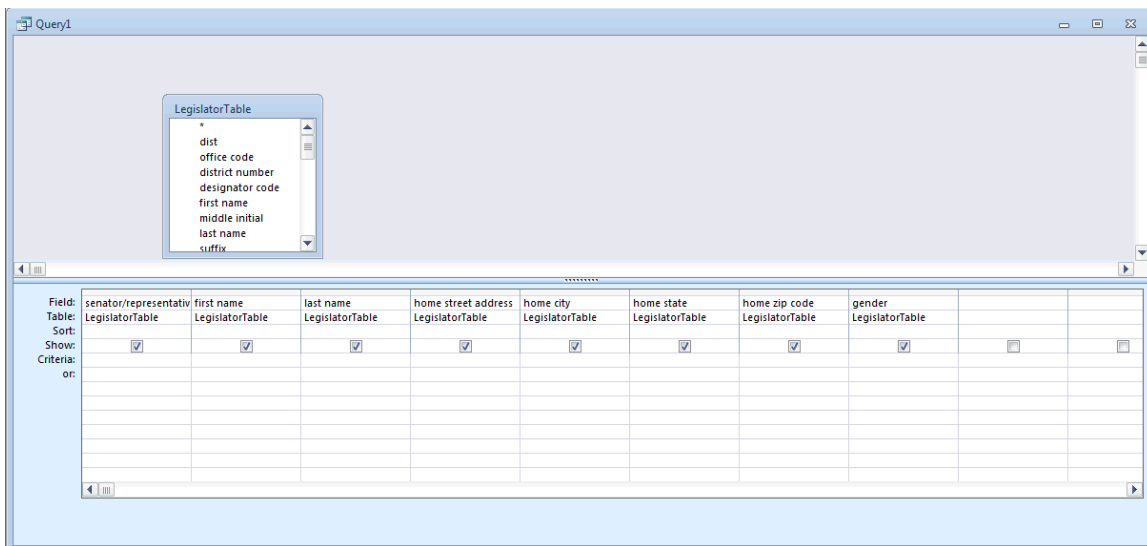 Query1
LegislatorTable
*
dist
office code
district number
designator code
first name
middle initial
last name
suffix
Field: senator/representativ first name last name home street address home city home state home zip code gender
Table: LegislatorTable LegislatorTable LegislatorTable LegislatorTable LegislatorTable LegislatorTable LegislatorTable LegislatorTable
Sort:
Show:
Criteria:
or: